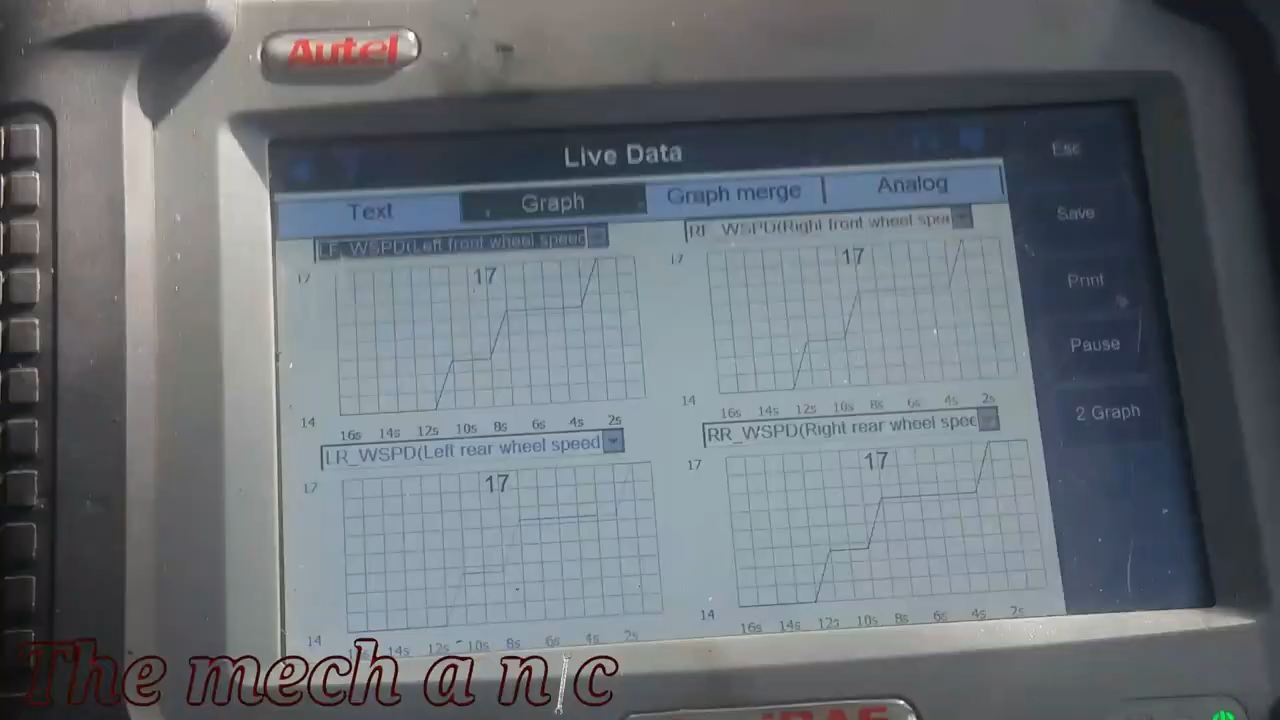 Autel
Live Data
Esc
Text Graph Graph merge Analog
Save
LF_WSPD(Left front wheel speed
RF_WSPD(Right front wheel spee
17 17
17 17
Print
Pause
14 14
16s 14s 12s 10s 8s 6s 4s 2s
16s 14s 12s 10s 8s 6s 4s 2s
2 Graph
LR_WSPD(Left rear wheel speed
RR_WSPD(Right rear wheel spee
17 17
17 17
14 14
14s 12s 10s 8s 6s 4s 2s
16s 14s 12s 10s 8s 6s 4s 2s
The mechanic